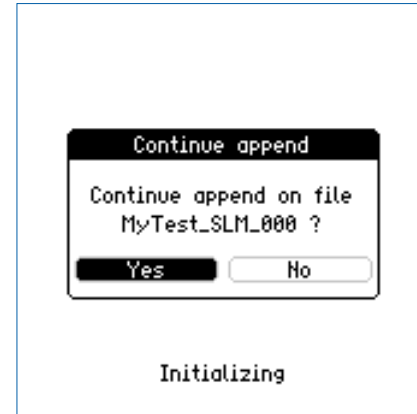 Continue append
Continue append on file
MyTest_SLM_000 ?
Yes No
Initializing